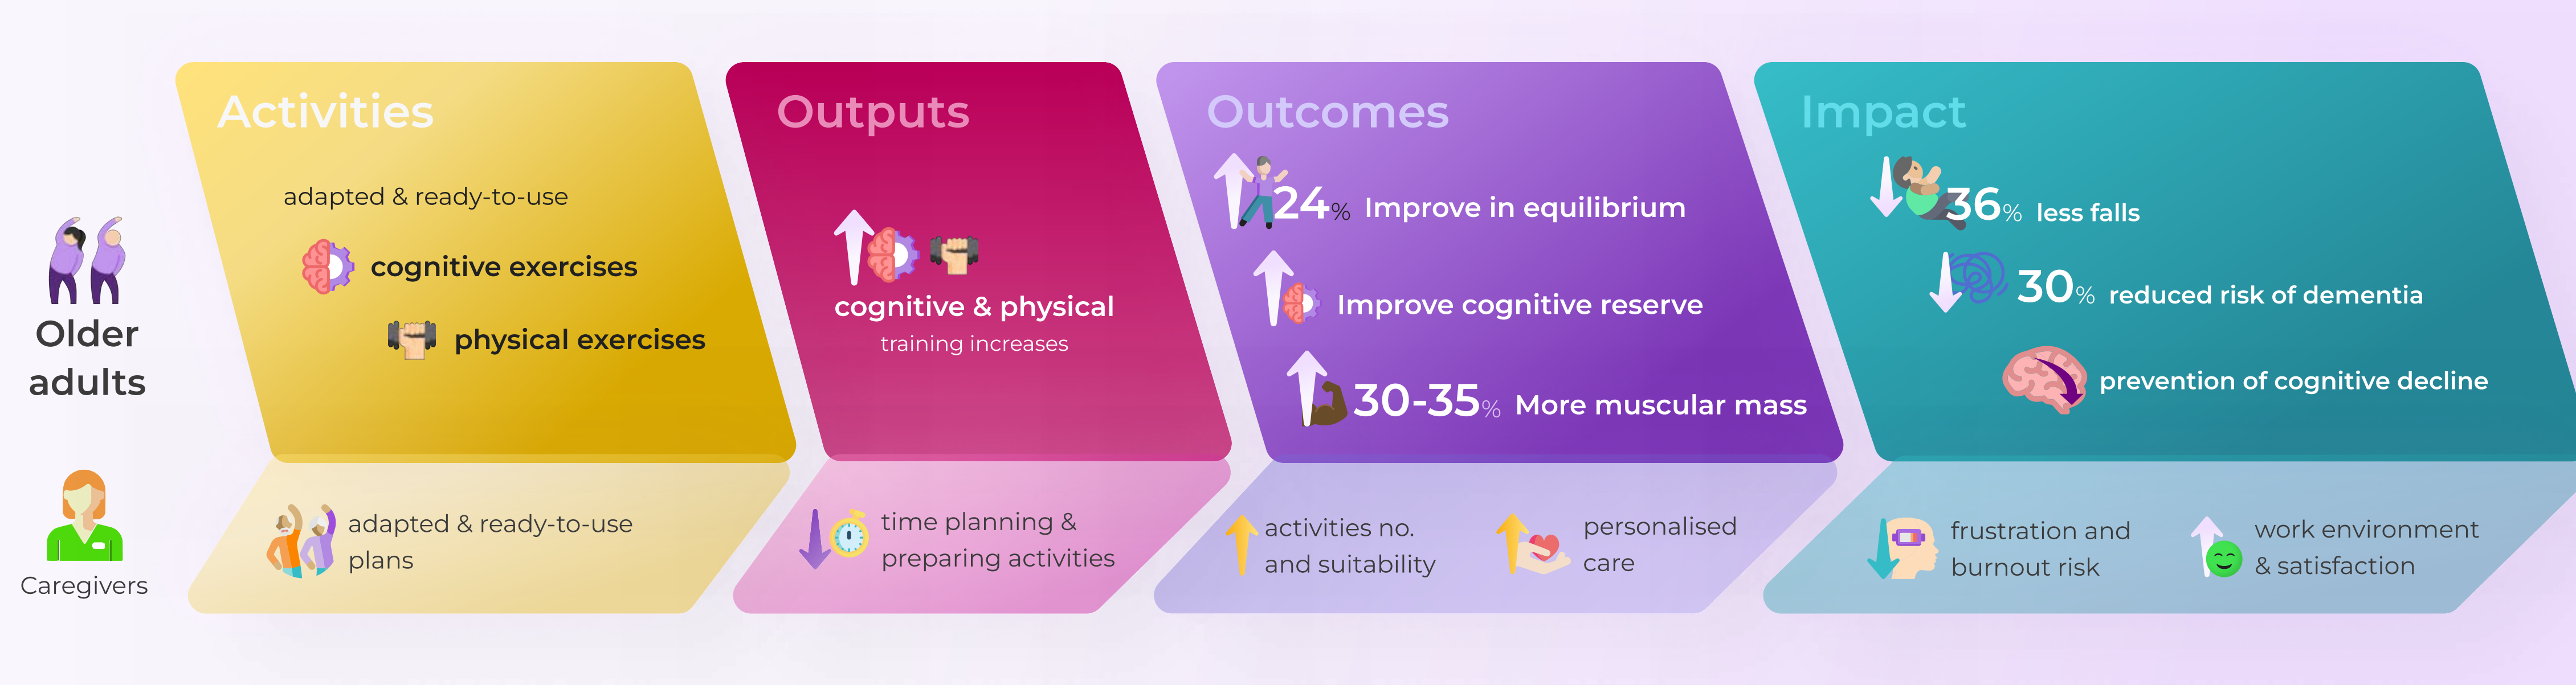 Older
adults
Activities
adapted & ready-to-use
cognitive exercises
physical exercises
Outputs
cognitive & physical
training increases
Outcomes
24% Improve in equilibrium
Improve cognitive reserve
30-35% More muscular mass
Impact
36% less falls
30% reduced risk of dementia
prevention of cognitive decline
Caregivers
adapted & ready-to-use
plans
time planning &
preparing activities
activities no.
and suitability
personalised
care
frustration and
burnout risk
work environment
& satisfaction